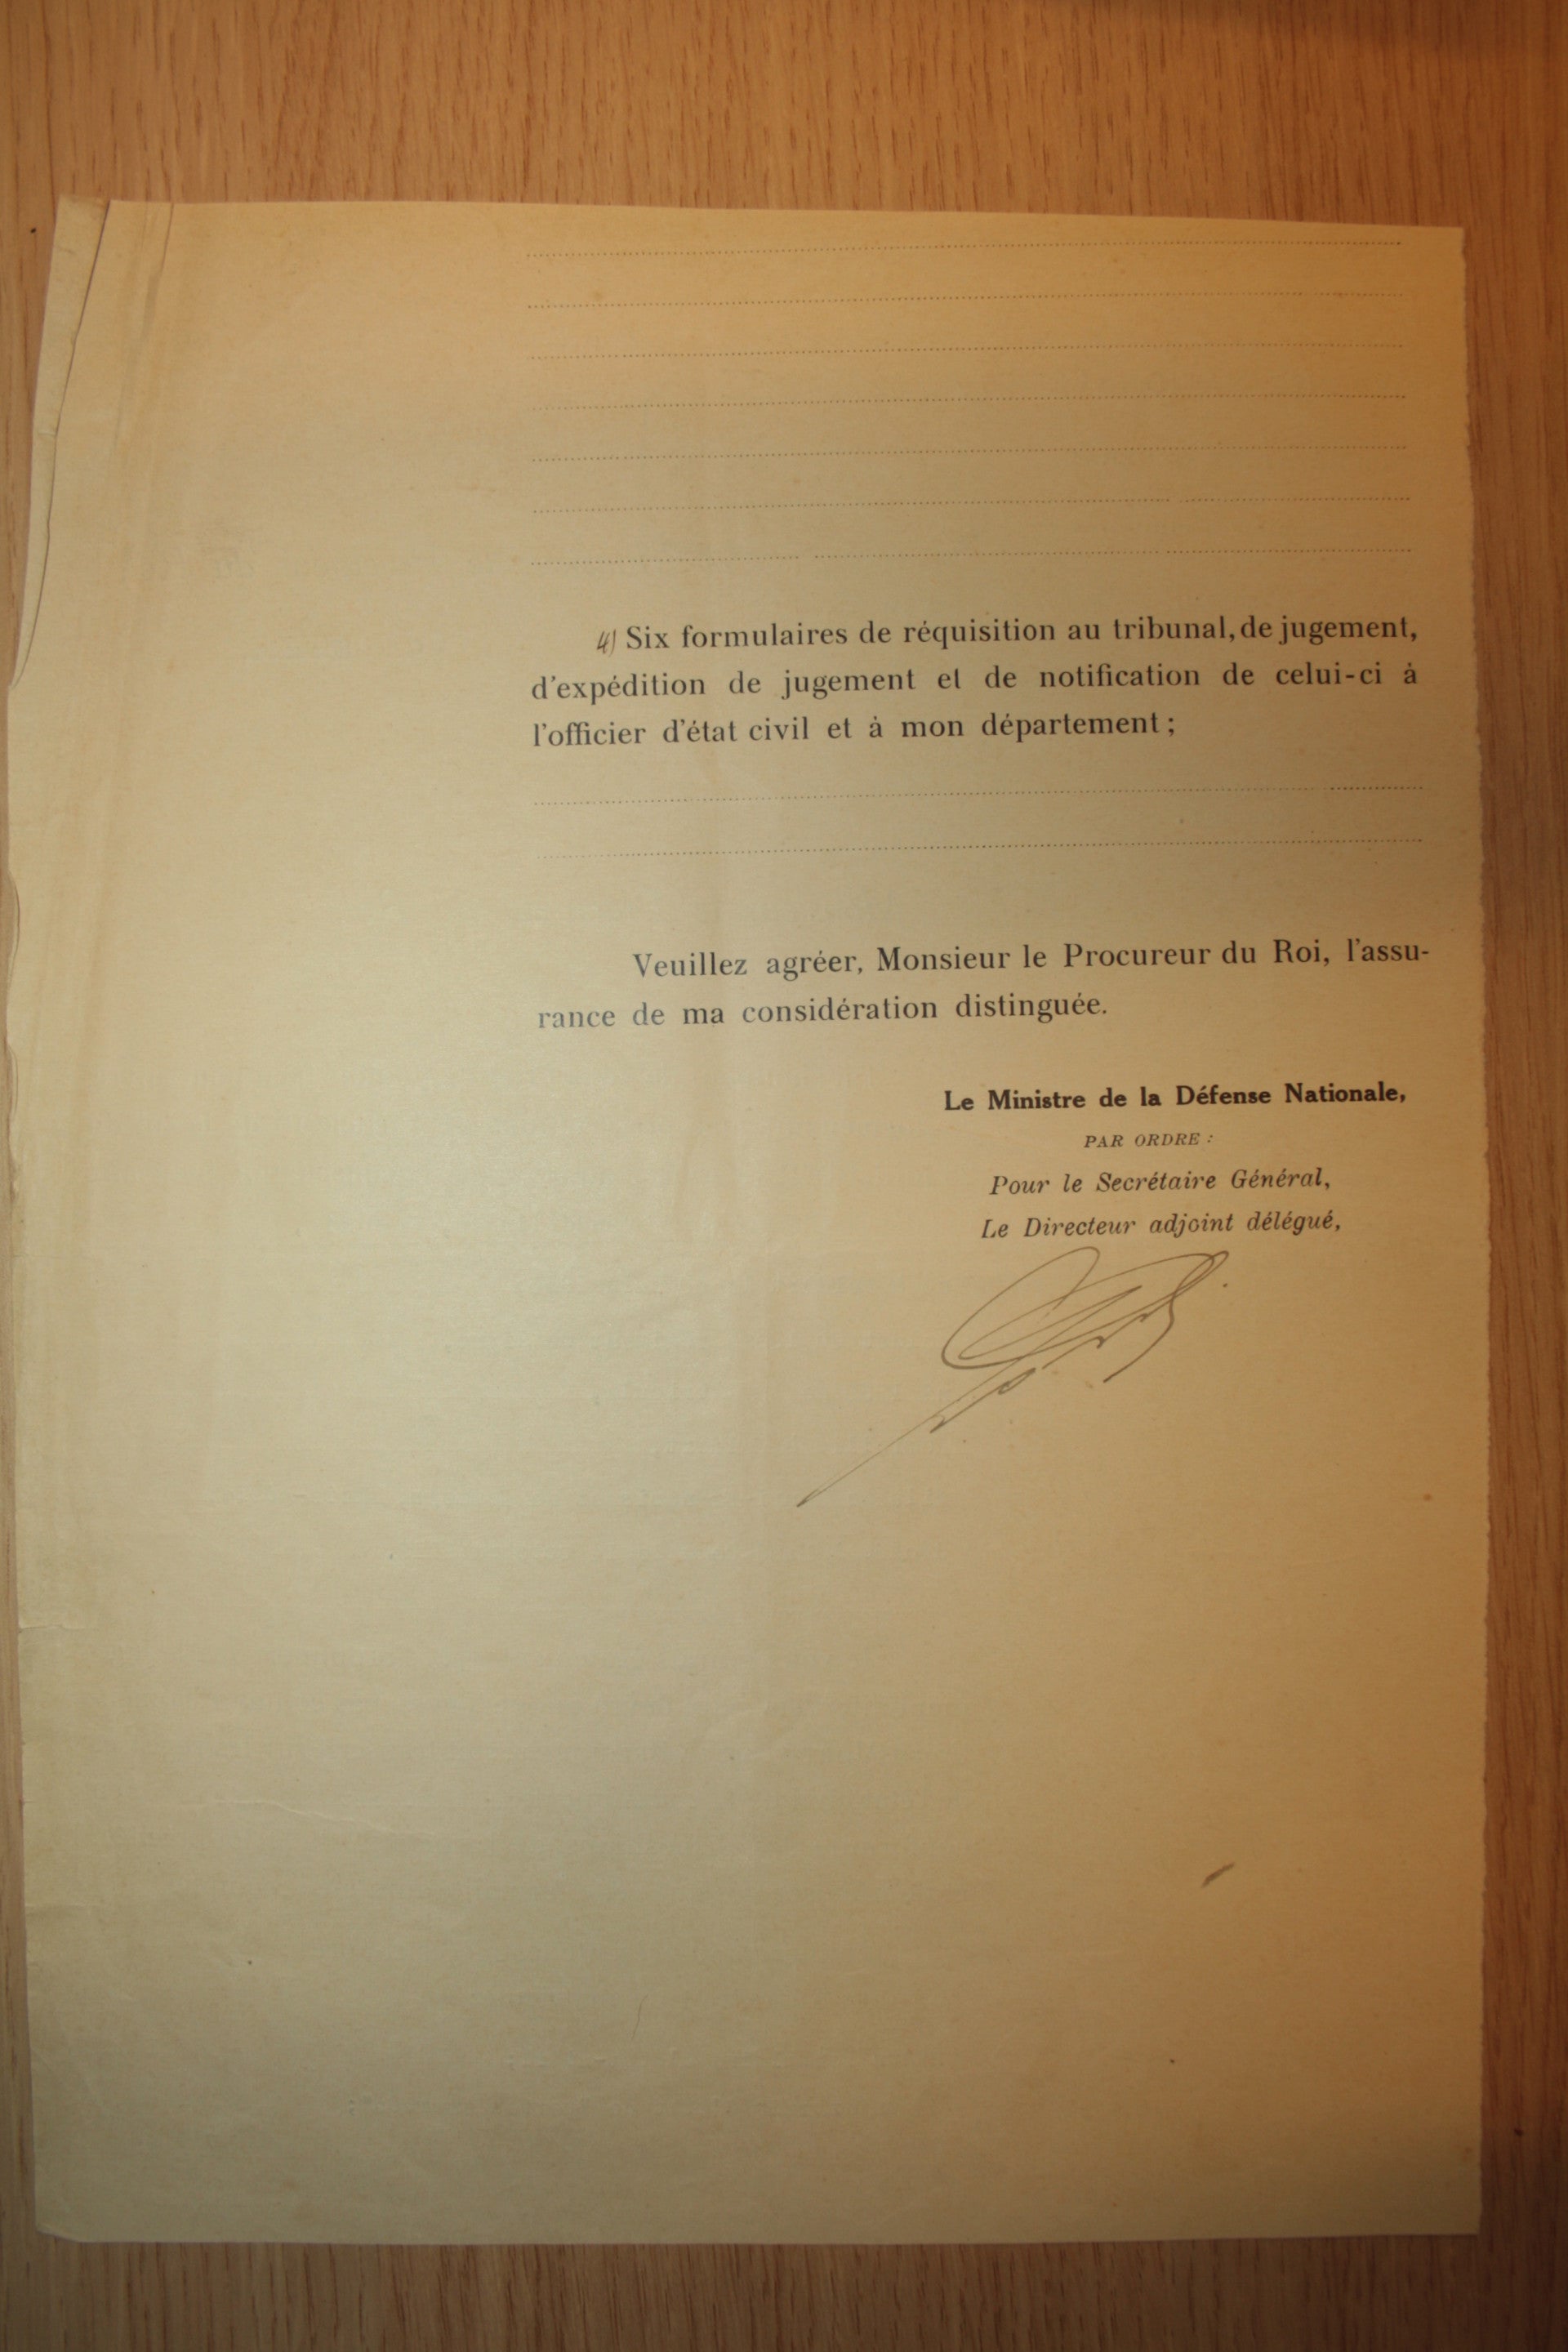 4) Six formulaires de réquisition au tribunal, de jugement,
d'expédition de jugement et de notification de celui-ci à
l'officier d'état civil et à mon département ;
Veuillez agréer, Monsieur le Procureur du Roi, l'assu-
rance de ma considération distinguée.
Le Ministre de la Défense Nationale,
PAR ORDRE :
Pour le Secrétaire Général,
Le Directeur adjoint délégué,